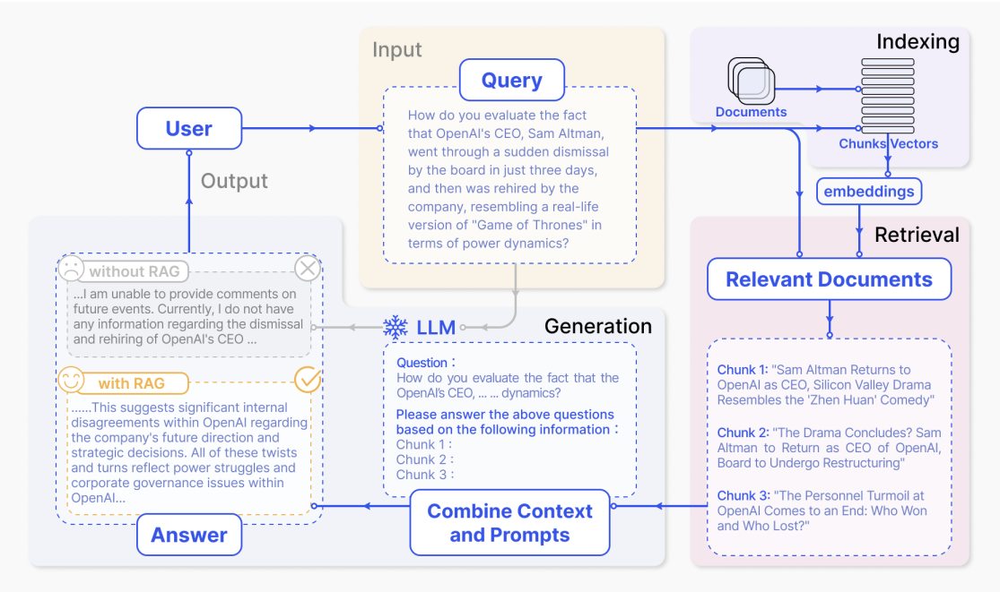 Input
Query
How do you evaluate the fact
that OpenAI's CEO, Sam Altman,
went through a sudden dismissal
by the board in just three days,
and then was rehired by the
company, resembling a real-life
version of "Game of Thrones" in
terms of power dynamics?
Indexing
Documents
Chunks Vectors
embeddings
User
Output
Retrieval
Relevant Documents
Chunk 1: "Sam Altman Returns to
OpenAI as CEO, Silicon Valley Drama
Resembles the 'Zhen Huan' Comedy"
Chunk 2: "The Drama Concludes? Sam
Altman to Return as CEO of OpenAI,
Board to Undergo Restructuring"
Chunk 3: "The Personnel Turmoil at
OpenAI Comes to an End: Who Won
and Who Lost?"
without RAG
...I am unable to provide comments on
future events. Currently, I do not have
any information regarding the dismissal
and rehiring of OpenAI's CEO ...
with RAG
......This suggests significant internal
disagreements within OpenAI regarding
the company's future direction and
strategic decisions. All of these twists
and turns reflect power struggles and
corporate governance issues within
OpenAI...
Answer
LLM
Generation
Question :
How do you evaluate the fact that the
OpenAI's CEO, ... ... dynamics?
Please answer the above questions
based on the following information :
Chunk 1 :
Chunk 2 :
Chunk 3 :
Combine Context
and Prompts